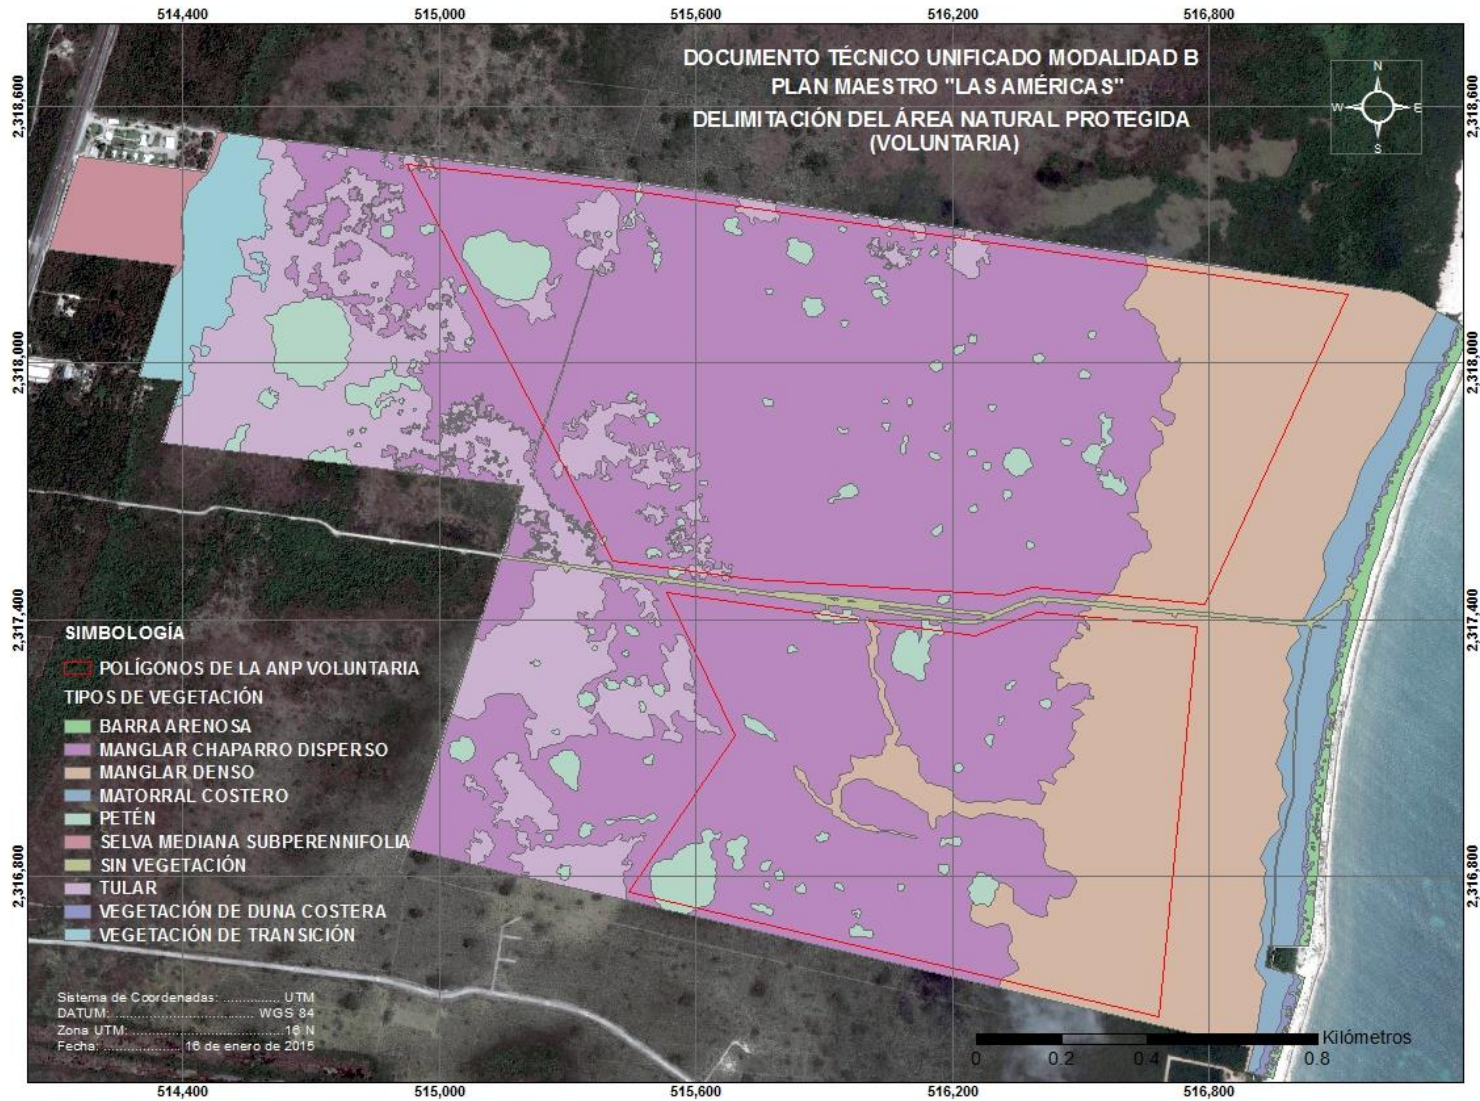 514,400 515,000 515,600 516,200 516,800
DOCUMENTO TÉCNICO UNIFICADO MODALIDAD B
PLAN MAESTRO "LAS AMÉRICAS"
DELIMITACIÓN DEL ÁREA NATURAL PROTEGIDA
(VOLUNTARIA)
N
W E
S
2,318,600 2,318,600
2,318,000 2,318,000
2,317,400 2,317,400
2,316,800 2,316,800
SIMBOLOGÍA
POLÍGONOS DE LA ANP VOLUNTARIA
TIPOS DE VEGETACIÓN
BARRA ARENOSA
MANGLAR CHAPARRO DISPERSO
MANGLAR DENSO
MATORRAL COSTERO
PETÉN
SELVA MEDIANA SUBPERENNIFOLIA
SIN VEGETACIÓN
TULAR
VEGETACIÓN DE DUNA COSTERA
VEGETACIÓN DE TRANSICIÓN
Sistema de Coordenadas: .............. UTM
DATUM: ............................... WGS 84
Zona UTM: ................................ 16 N
Fecha: ................... 16 de enero de 2015
Kilómetros
0 0.2 0.4 0.8
514,400 515,000 515,600 516,200 516,800